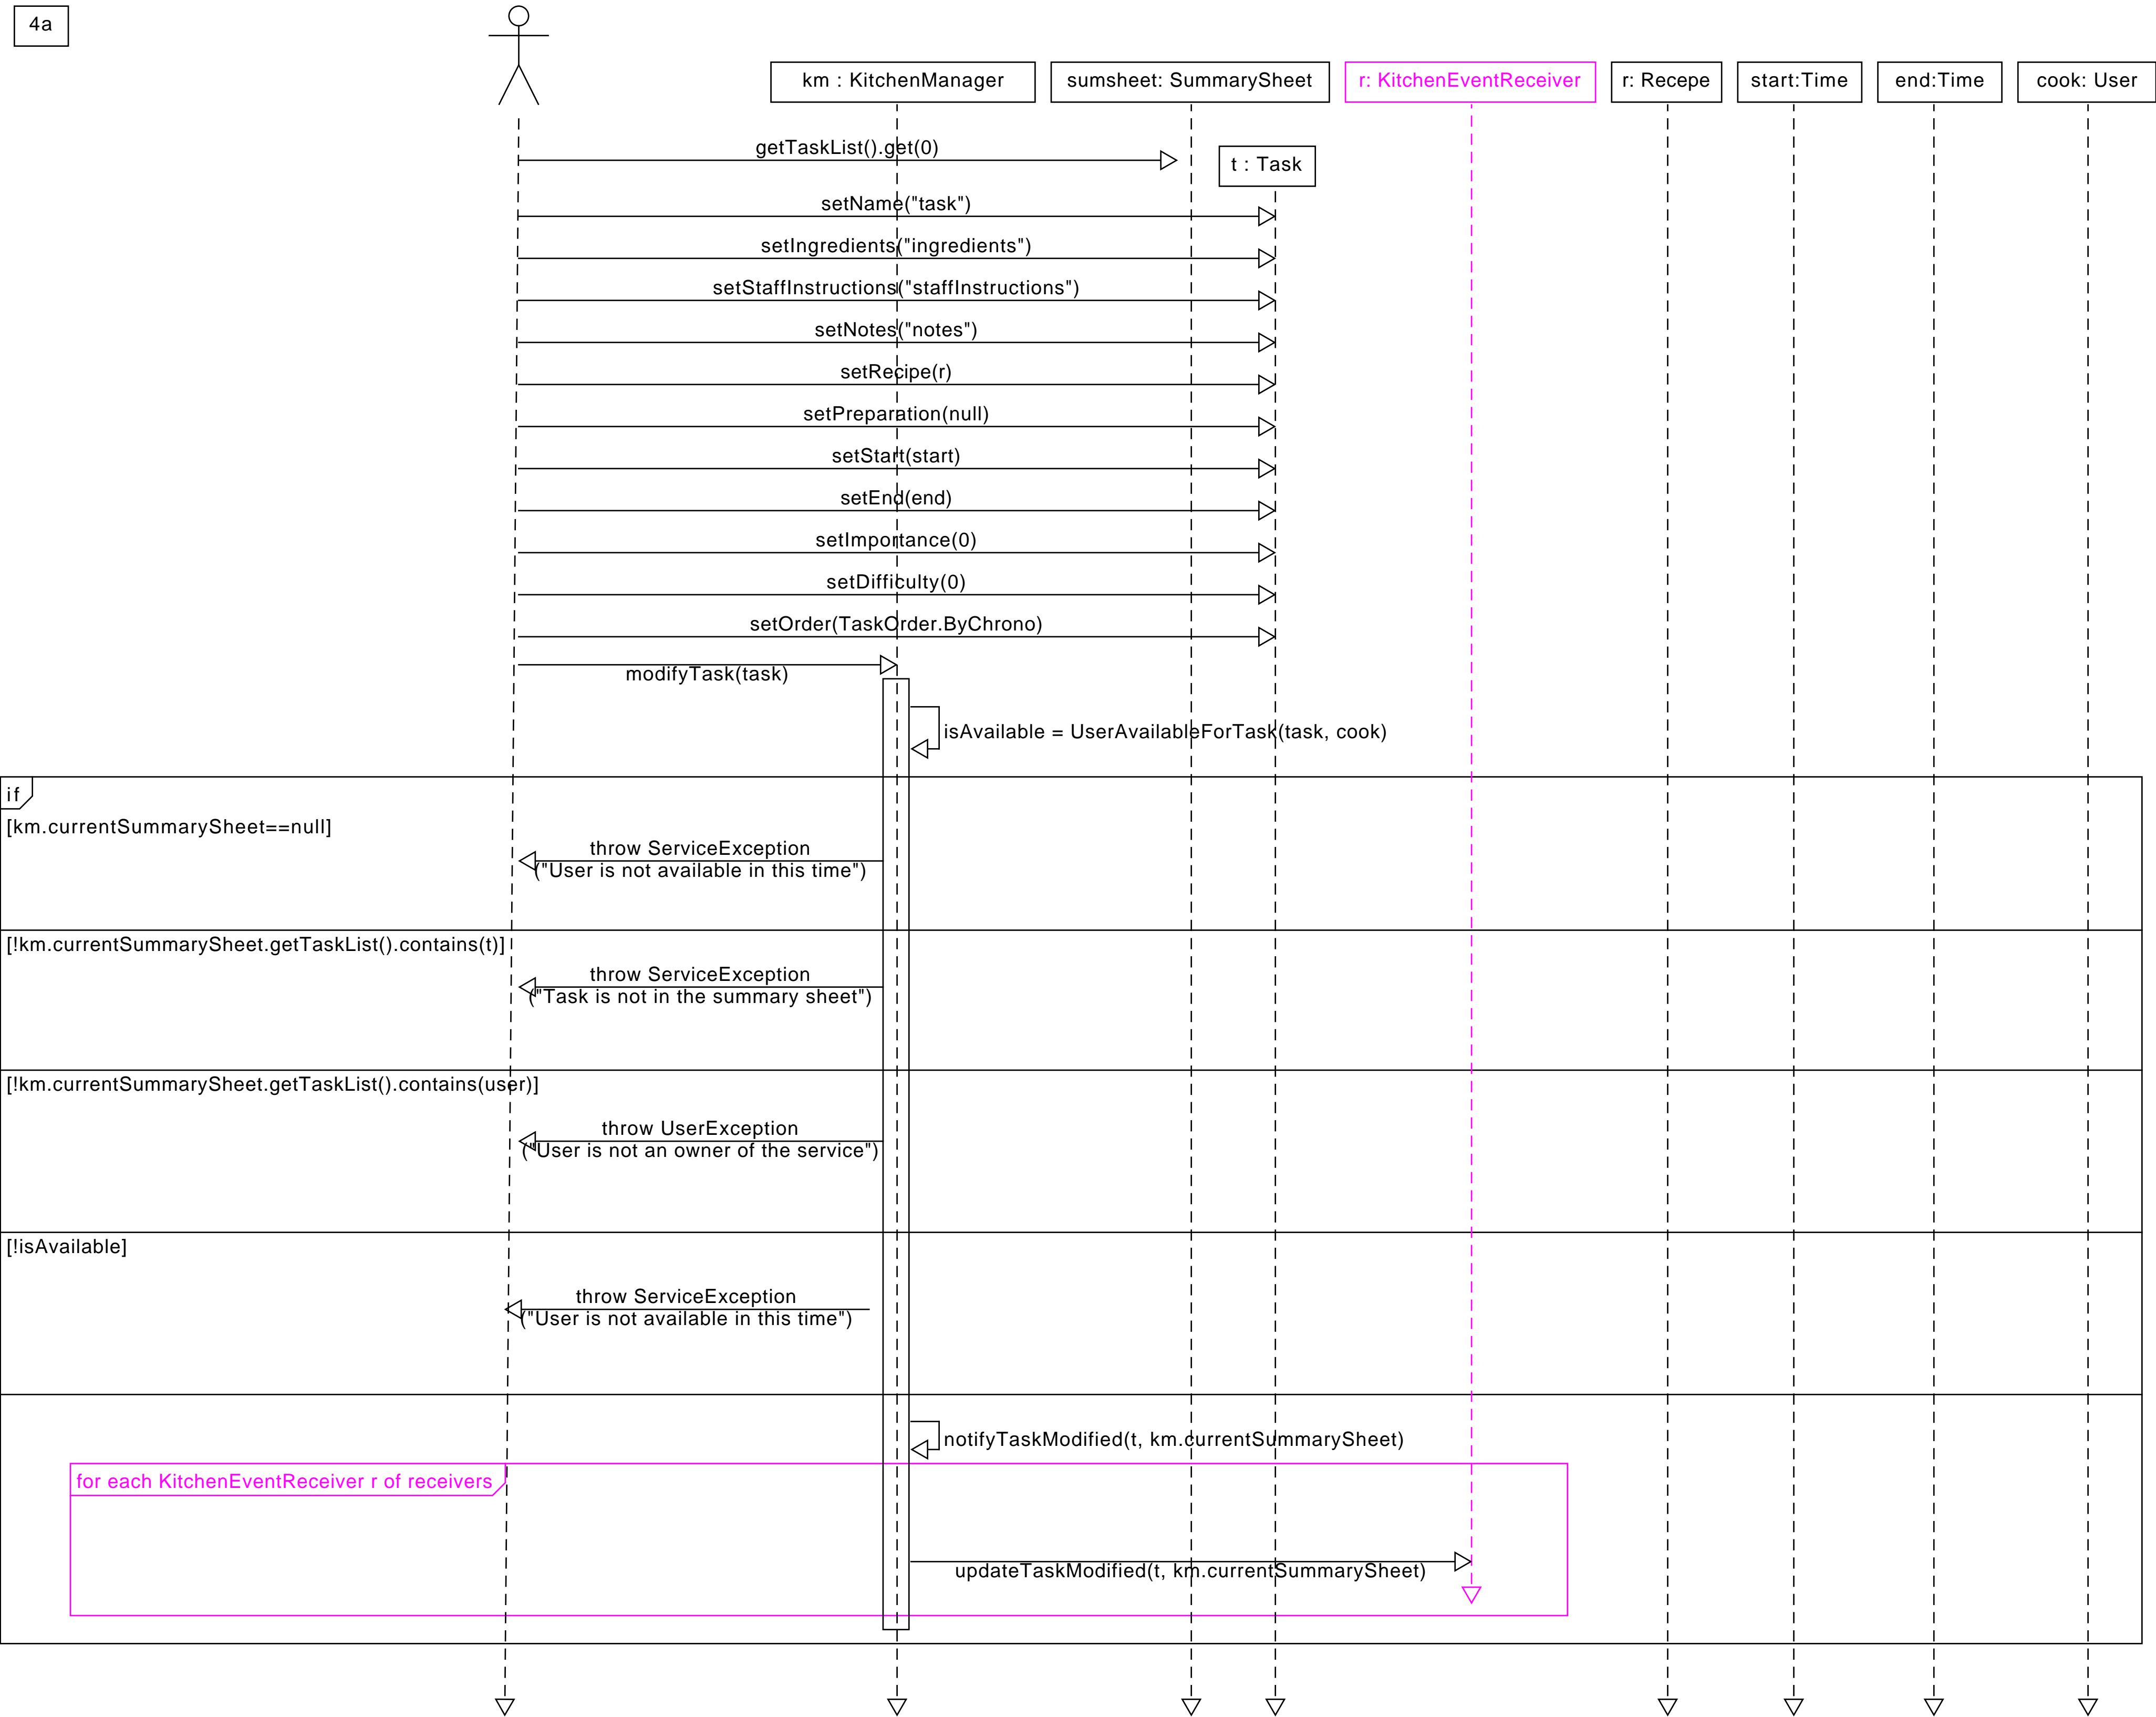 4a
km : KitchenManager
sumsheet: SummarySheet
r: KitchenEventReceiver
r: Recepe
start:Time
end:Time
cook: User
getTaskList().get(0)
t : Task
setName("task")
setIngredients("ingredients")
setStaffInstructions("staffInstructions")
setNotes("notes")
setRecipe(r)
setPreparation(null)
setStart(start)
setEnd(end)
setImportance(0)
setDifficulty(0)
setOrder(TaskOrder.ByChrono)
modifyTask(task)
isAvailable = UserAvailableForTask(task, cook)
if
[km.currentSummarySheet==null]
throw ServiceException
("User is not available in this time")
[!km.currentSummarySheet.getTaskList().contains(t)]
throw ServiceException
("Task is not in the summary sheet")
[!km.currentSummarySheet.getTaskList().contains(user)]
throw UserException
("User is not an owner of the service")
[!isAvailable]
throw ServiceException
("User is not available in this time")
notifyTaskModified(t, km.currentSummarySheet)
for each KitchenEventReceiver r of receivers
updateTaskModified(t, km.currentSummarySheet)